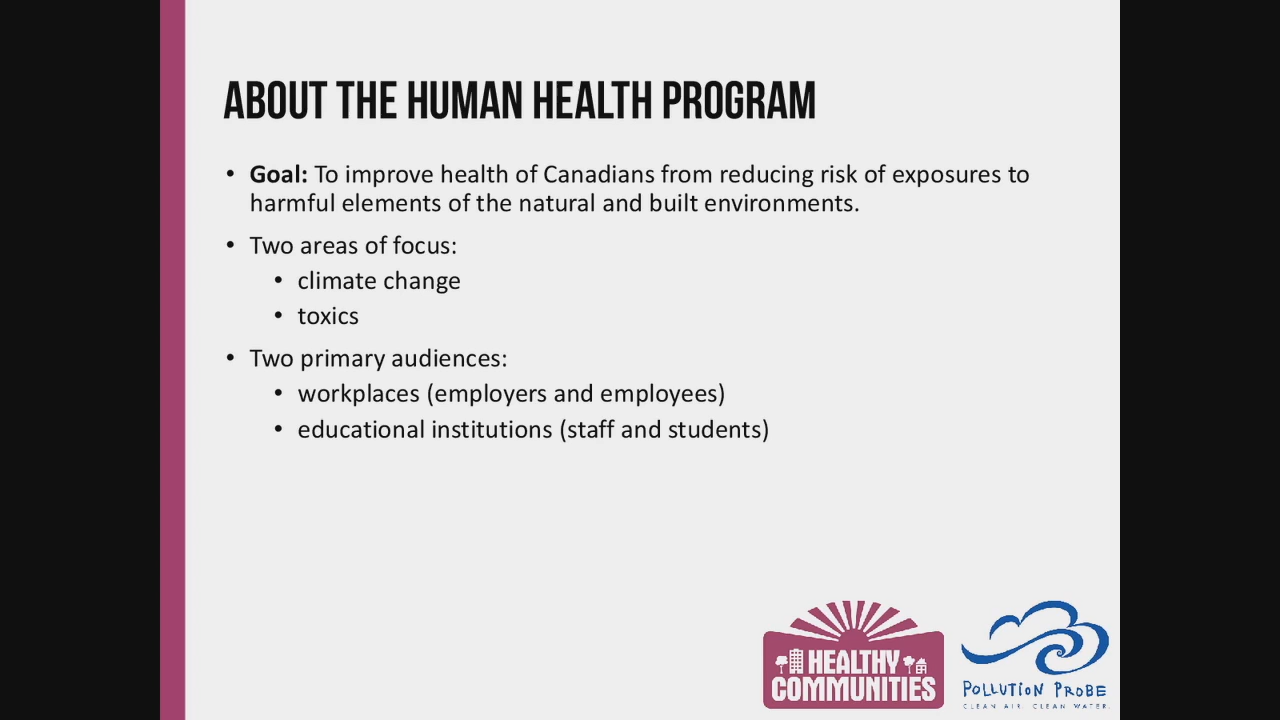 ABOUT THE HUMAN HEALTH PROGRAM
• Goal: To improve health of Canadians from reducing risk of exposures to
harmful elements of the natural and built environments.
• Two areas of focus:
• climate change
• toxics
• Two primary audiences:
• workplaces (employers and employees)
• educational institutions (staff and students)
HEALTHY
COMMUNITIES
POLLUTION PROBE
CLEAN AIR. CLEAN WATER.